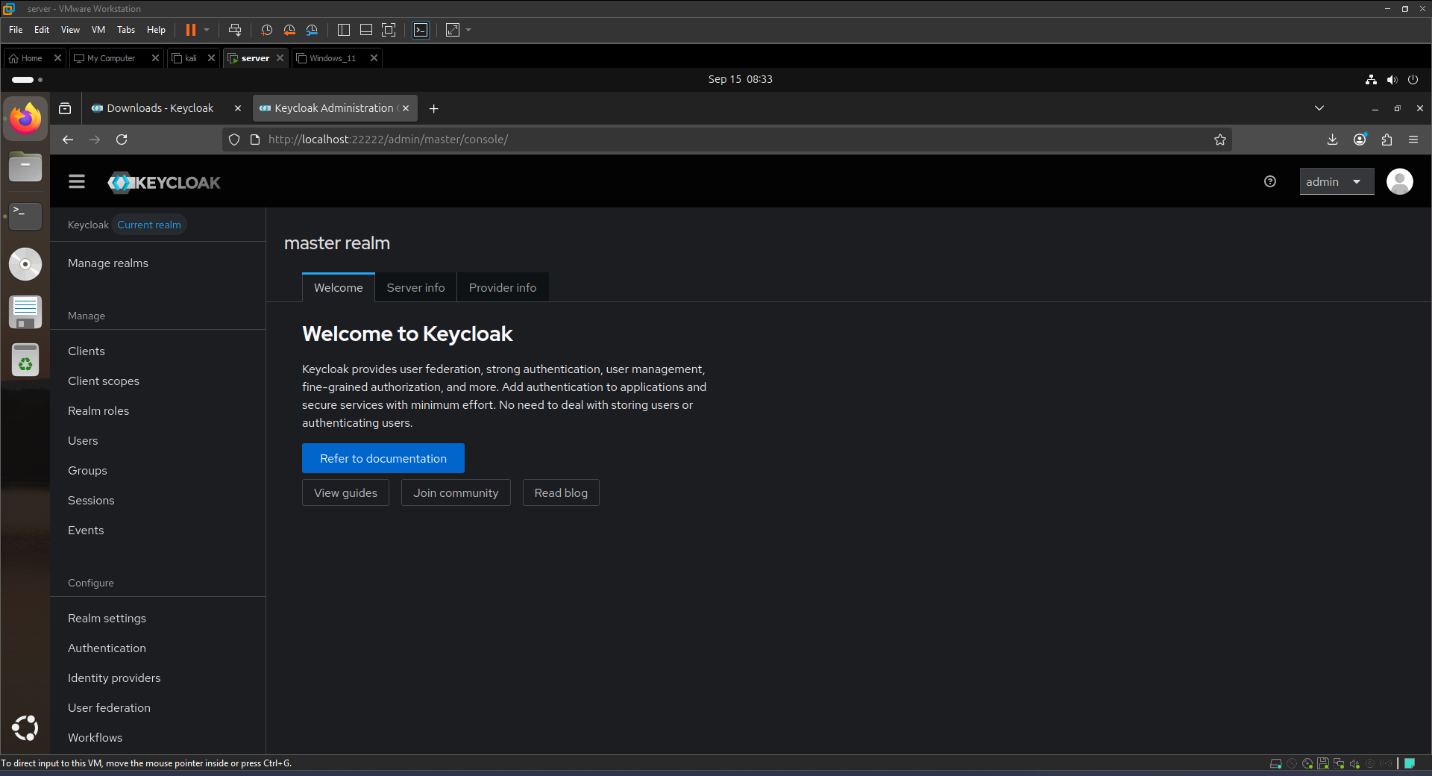 server - VMware Workstation
File Edit View VM Tabs Help
Home My Computer kali server Windows_11
Sep 15 08:33
Downloads - Keycloak Keycloak Administration C
http://localhost:22222/admin/master/console/
KEYCLOAK admin
Keycloak Current realm
Manage realms
Manage
Clients
Client scopes
Realm roles
Users
Groups
Sessions
Events
Configure
Realm settings
Authentication
Identity providers
User federation
Workflows
master realm
Welcome Server info Provider info
Welcome to Keycloak
Keycloak provides user federation, strong authentication, user management,
fine-grained authorization, and more. Add authentication to applications and
secure services with minimum effort. No need to deal with storing users or
authenticating users.
Refer to documentation
View guides Join community Read blog
To direct input to this VM, move the mouse pointer inside or press Ctrl+G.